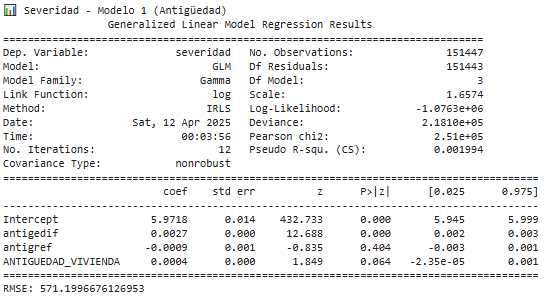 📊 Severidad - Modelo 1 (Antigüedad)
Generalized Linear Model Regression Results
==============================================================================
Dep. Variable: severidad No. Observations: 151447
Model: GLM Df Residuals: 151443
Model Family: Gamma Df Model: 3
Link Function: log Scale: 1.6574
Method: IRLS Log-Likelihood: -1.0763e+06
Date: Sat, 12 Apr 2025 Deviance: 2.1810e+05
Time: 00:03:56 Pearson chi2: 2.51e+05
No. Iterations: 12 Pseudo R-squ. (CS): 0.001994
Covariance Type: nonrobust
==============================================================================
coef std err z P>|z| [0.025 0.975]
------------------------------------------------------------------------------
Intercept 5.9718 0.014 432.733 0.000 5.945 5.999
antigedif 0.0027 0.000 12.688 0.000 0.002 0.003
antigref -0.0009 0.001 -0.835 0.404 -0.003 0.001
ANTIGUEDAD_VIVIENDA 0.0004 0.000 1.849 0.064 -2.35e-05 0.001
==============================================================================
RMSE: 571.1996676126953